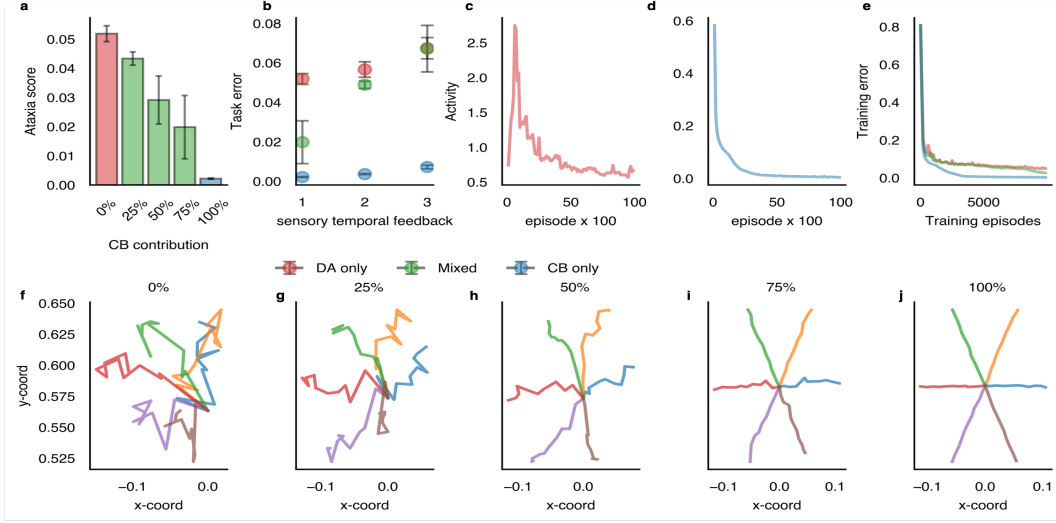 a
b
c
d
e
Ataxia score
0.05
0.04
0.03
0.02
0.01
0.00
0%
25%
50%
75%
100%
CB contribution
Task error
0.08
0.06
0.04
0.02
0.00
1
2
3
sensory temporal feedback
Activity
2.5
2.0
1.5
1.0
0.5
0
50
100
episode x 100
0.6
0.4
0.2
0.0
0
50
100
episode x 100
Training error
0.8
0.6
0.4
0.2
0.0
0
5000
Training episodes
DA only
Mixed
CB only
f
0%
g
25%
h
50%
i
75%
j
100%
y-coord
0.650
0.625
0.600
0.575
0.550
0.525
−0.1
0.0
x-coord
−0.1
0.0
x-coord
−0.1
0.0
x-coord
−0.1
0.0
0.1
x-coord
−0.1
0.0
0.1
x-coord